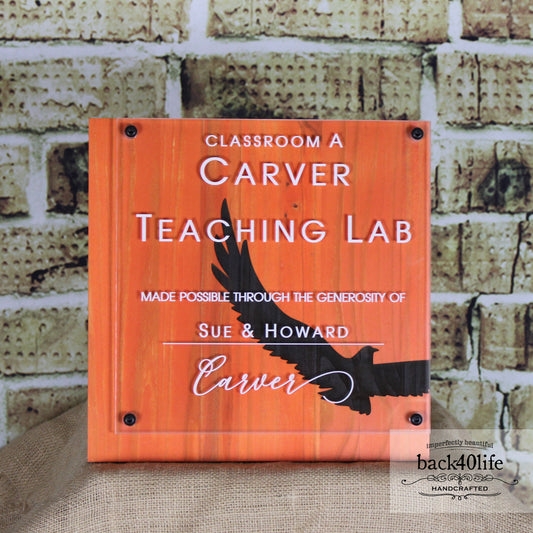 CLASSROOM A
CARVER
TEACHING LAB
MADE POSSIBLE THROUGH THE GENEROSITY OF
SUE & HOWARD
Carver
imperfectly beautiful
back40life
HANDCRAFTED